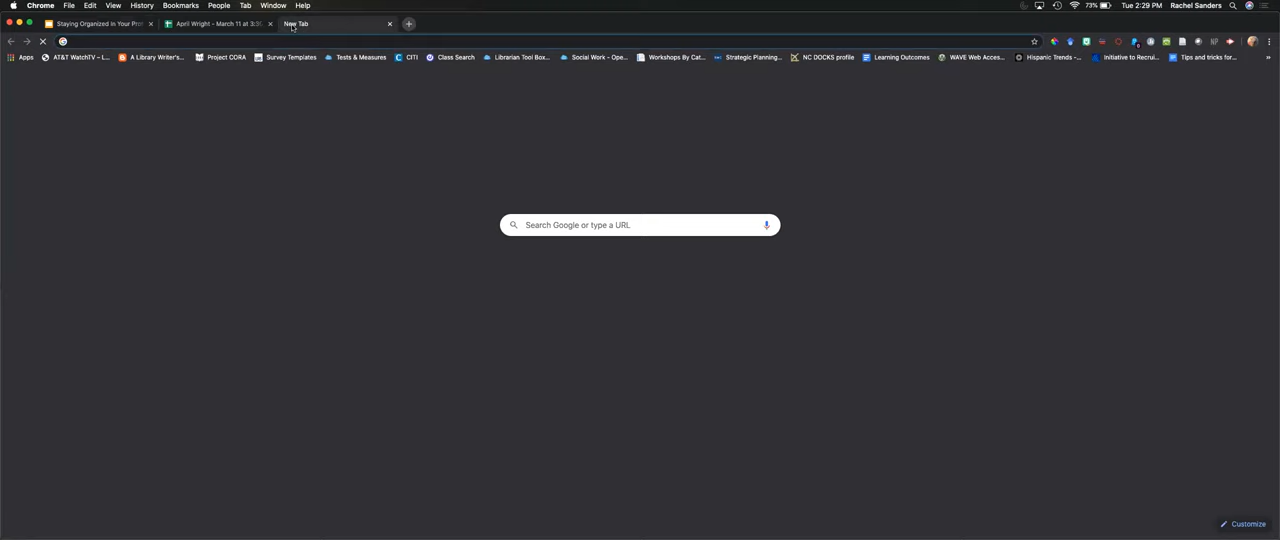 Chrome File Edit View History Bookmarks People Tab Window Help 73% Tue 2:29 PM Rachel Sanders
Staying Organized in Your Prof April Wright - March 11 at 3:30 New Tab
Apps AT&T WatchTV – L... A Library Writer's... Project CORA Survey Templates Tests & Measures CITI Class Search Librarian Tool Box... Social Work - Ope... Workshops By Cat... Strategic Planning... NC DOCKS profile Learning Outcomes WAVE Web Acces... Hispanic Trends -... Initiative to Recrui... Tips and tricks for... »
Search Google or type a URL
Customize